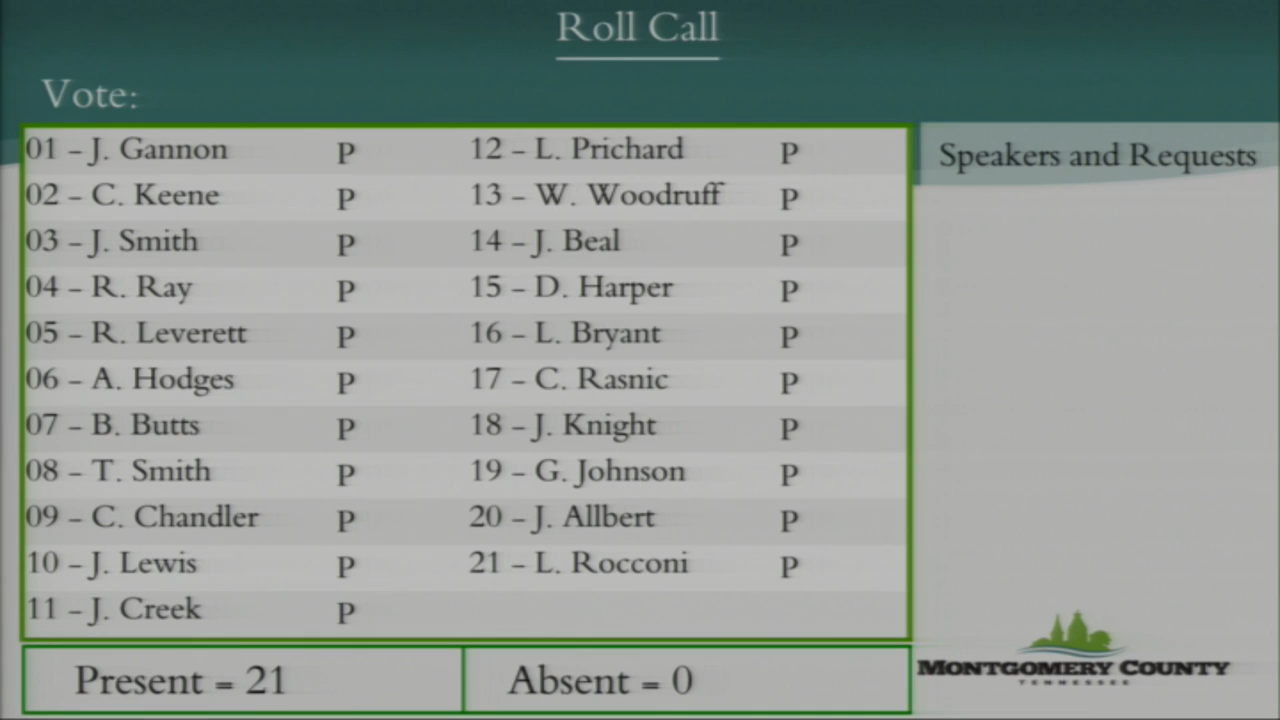 Roll Call
Vote:
01 - J. Gannon P
02 - C. Keene P
03 - J. Smith P
04 - R. Ray P
05 - R. Leverett P
06 - A. Hodges P
07 - B. Butts P
08 - T. Smith P
09 - C. Chandler P
10 - J. Lewis P
11 - J. Creek P
12 - L. Prichard P
13 - W. Woodruff P
14 - J. Beal P
15 - D. Harper P
16 - L. Bryant P
17 - C. Rasnic P
18 - J. Knight P
19 - G. Johnson P
20 - J. Allbert P
21 - L. Rocconi P
Present = 21
Absent = 0
Speakers and Requests
MONTGOMERY COUNTY
TENNESSEE